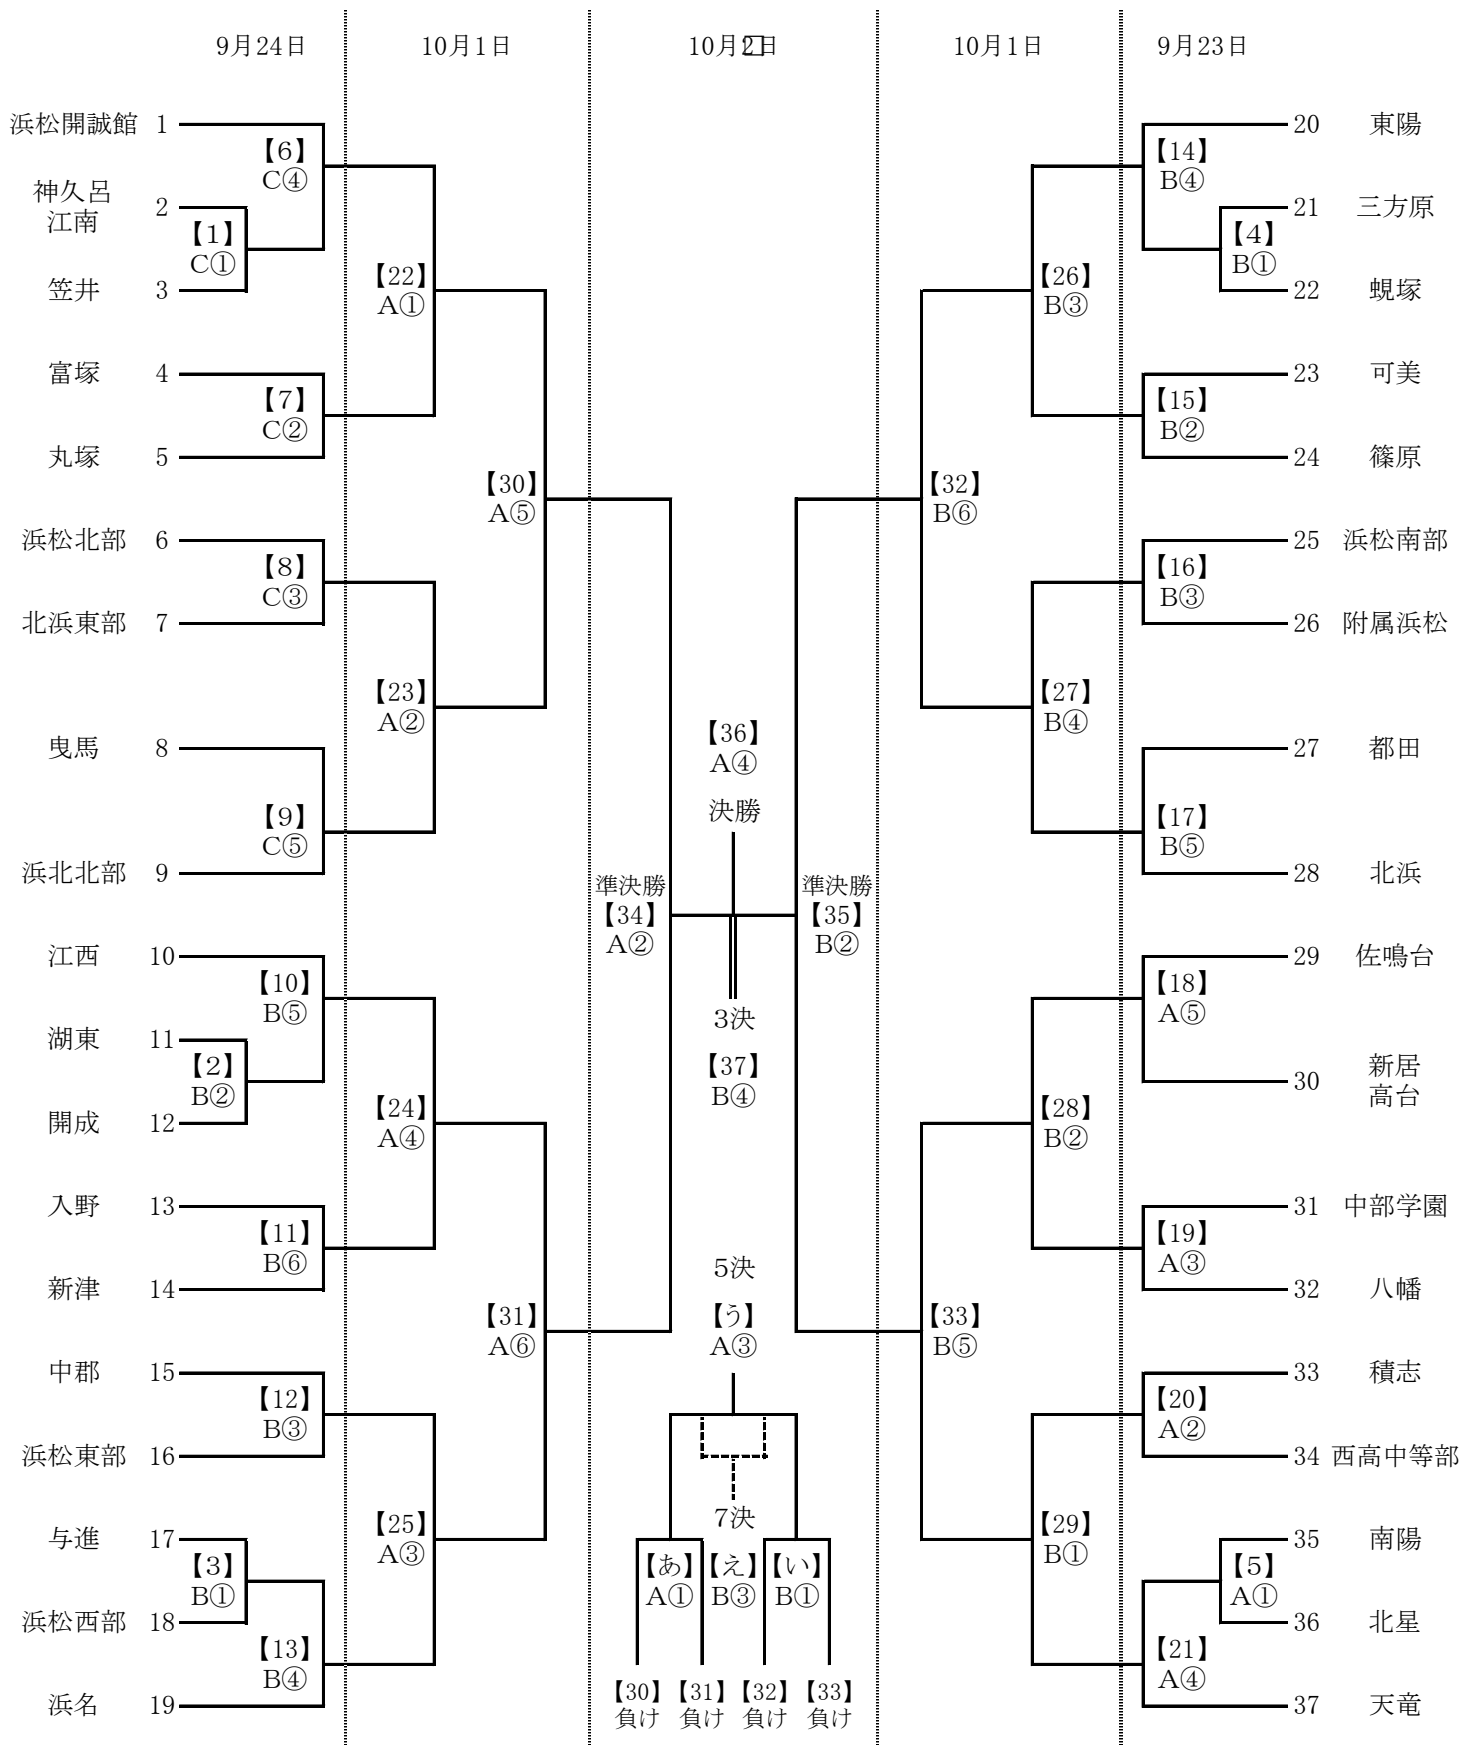 9月24日 10月1日 10月2日 10月1日 9月23日
浜松開誠館 1
【6】
C④
神久呂
江南 2
【1】
C①
笠井 3
【22】
A①
富塚 4
【7】
C②
丸塚 5
【30】
A⑤
浜松北部 6
【8】
C③
北浜東部 7
【23】
A②
曳馬 8
【9】
C⑤
浜北北部 9
江西 10
【10】
B⑤
湖東 11
【2】
B②
開成 12
【24】
A④
入野 13
【11】
B⑥
新津 14
【31】
A⑥
中郡 15
【12】
B③
浜松東部 16
与進 17
【3】
B①
【25】
A③
浜松西部 18
【13】
B④
浜名 19
【36】
A④
決勝
準決勝
【34】
A②
準決勝
【35】
B②
3決
【37】
B④
5決
【う】
A③
7決
【あ】 【え】 【い】
A① B③ B①
【30】 【31】 【32】 【33】
負け 負け 負け 負け
20 東陽
【14】
B④
21 三方原
【4】
B①
22 蜆塚
【26】
B③
23 可美
【15】
B②
24 篠原
【32】
B⑥
25 浜松南部
【16】
B③
26 附属浜松
【27】
B④
27 都田
【17】
B⑤
28 北浜
29 佐鳴台
【18】
A⑤
30 新居
高台
【28】
B②
31 中部学園
【19】
A③
32 八幡
【33】
B⑤
33 積志
【20】
A②
34 西高中等部
【29】
B①
35 南陽
【5】
A①
36 北星
【21】
A④
37 天竜